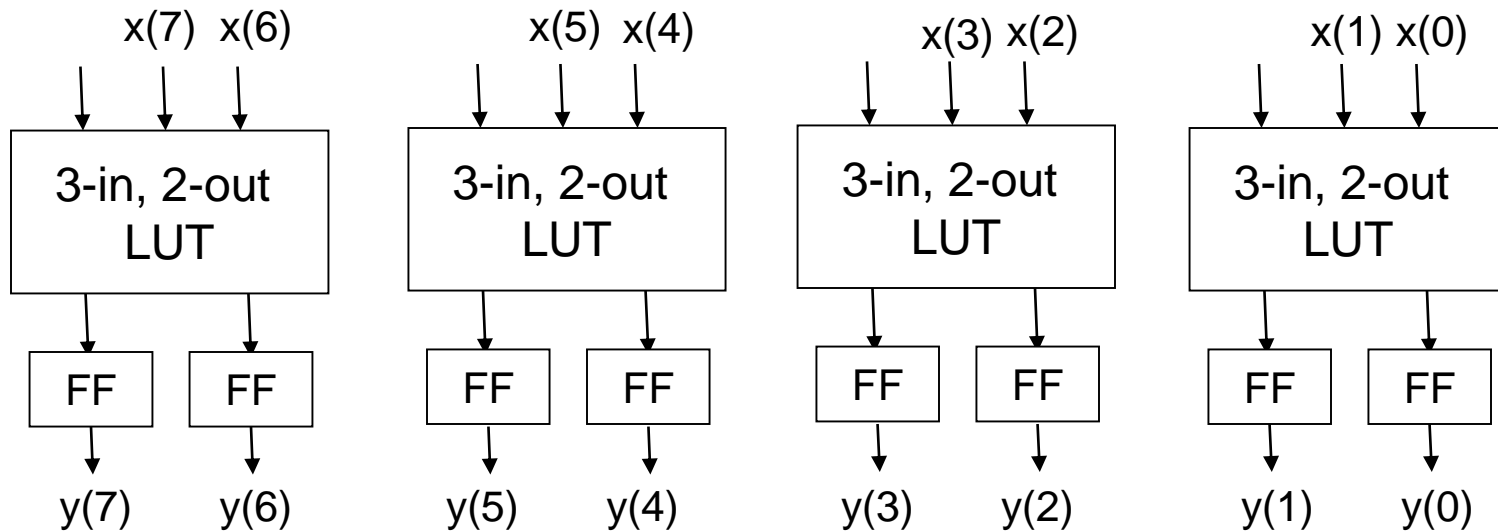 x(7) x(6) x(5) x(4) x(3) x(2) x(1) x(0)
3-in, 2-out 3-in, 2-out 3-in, 2-out 3-in, 2-out
LUT LUT LUT LUT
FF FF FF FF FF FF FF FF
y(7) y(6) y(5) y(4) y(3) y(2) y(1) y(0)